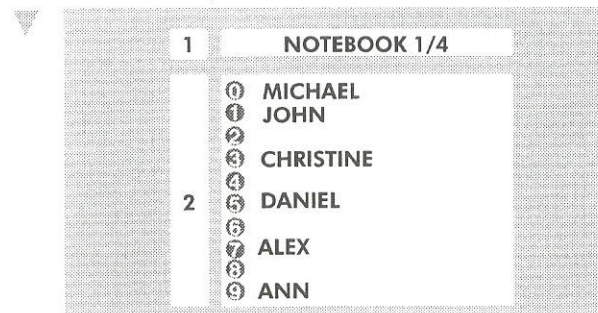 1 NOTEBOOK 1/4
0 MICHAEL
1 JOHN
2
3 CHRISTINE
4
2 5 DANIEL
6
7 ALEX
8
9 ANN